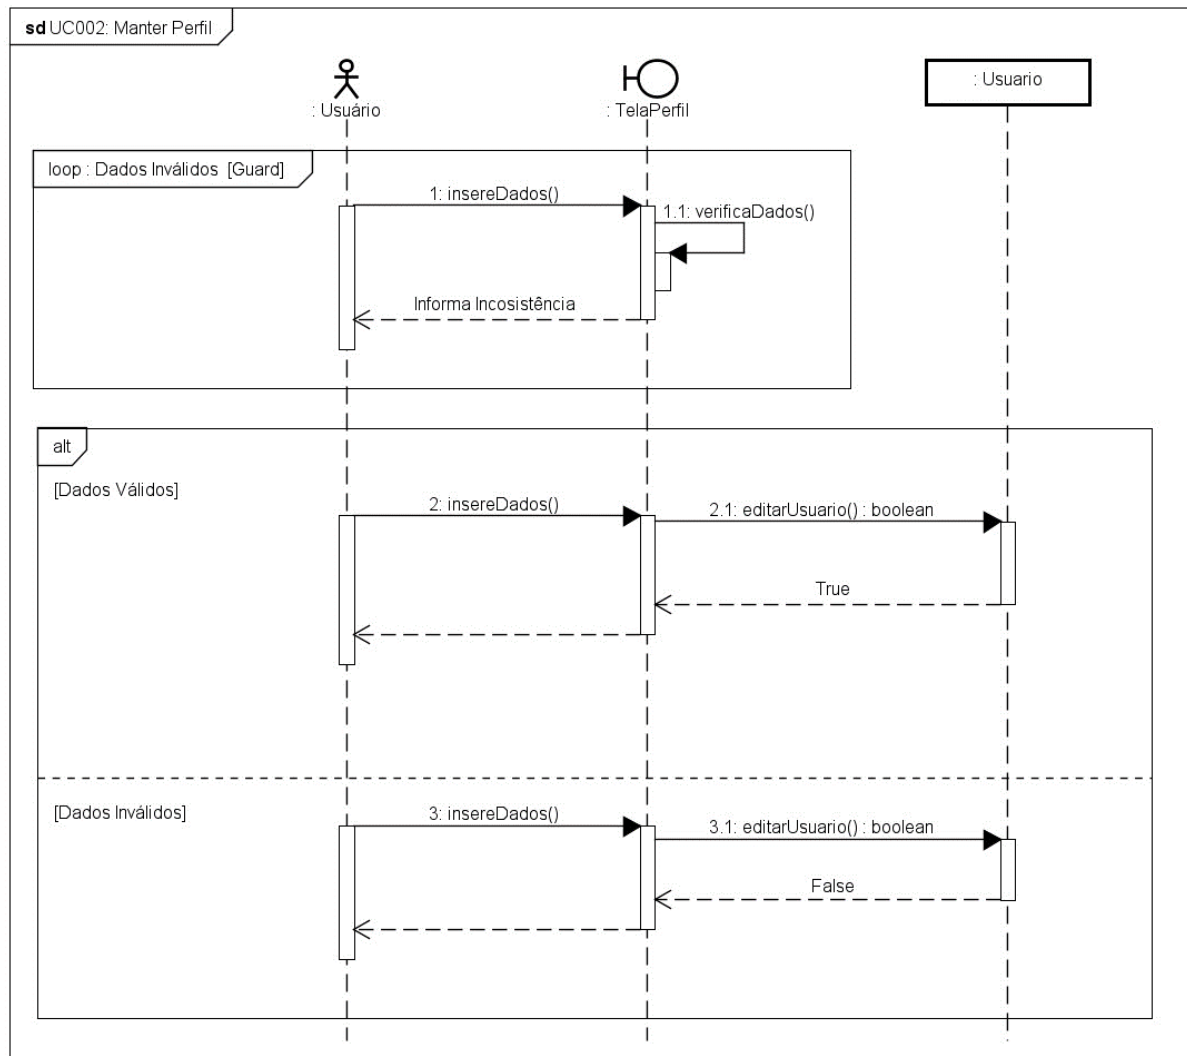 sd UC002: Manter Perfil
: Usuário
: TelaPerfil
: Usuario
loop : Dados Inválidos [Guard]
1: insereDados()
1.1: verificaDados()
Informa Incosistência
alt
[Dados Válidos]
2: insereDados()
2.1: editarUsuario() : boolean
True
[Dados Inválidos]
3: insereDados()
3.1: editarUsuario() : boolean
False